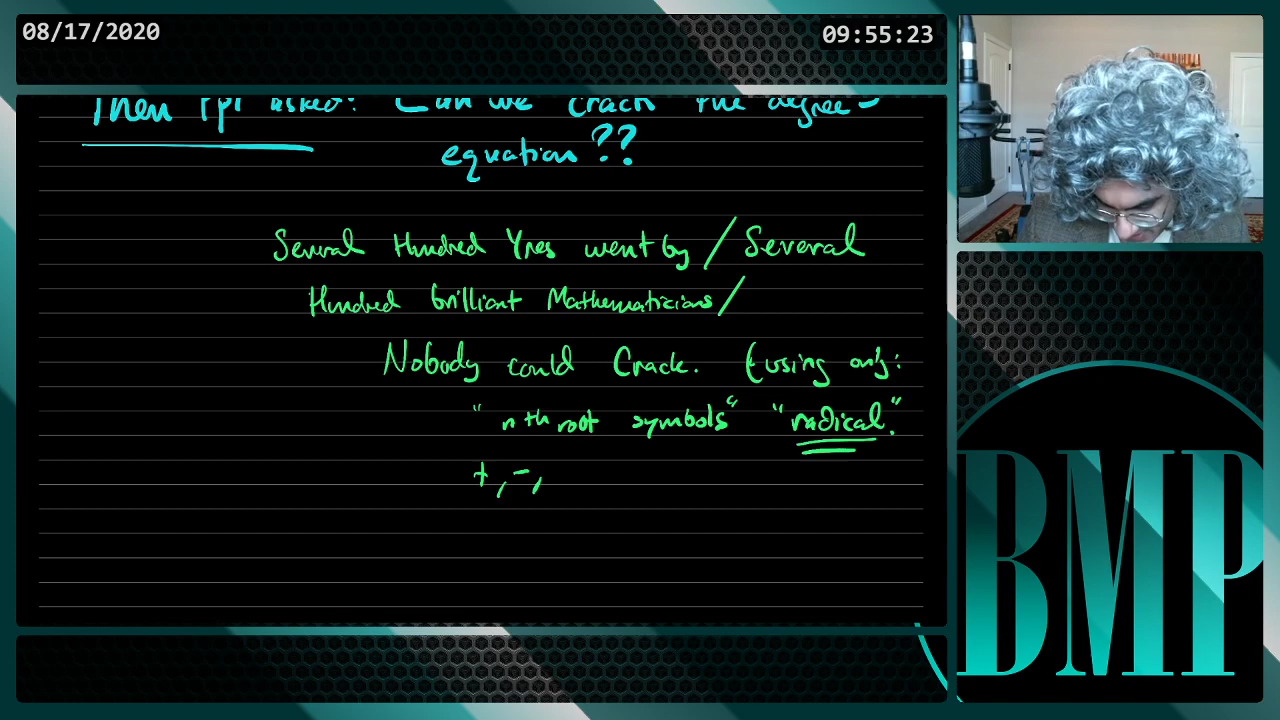 08/17/2020
09:55:23
Then ppl asked: Can we crack the degree-
equation ??
Several Hundred Yrs went by / Several
Hundred brilliant Mathematicians /
Nobody could Crack. (using only:
"nth root symbols" "radical."
+, -,
BMP